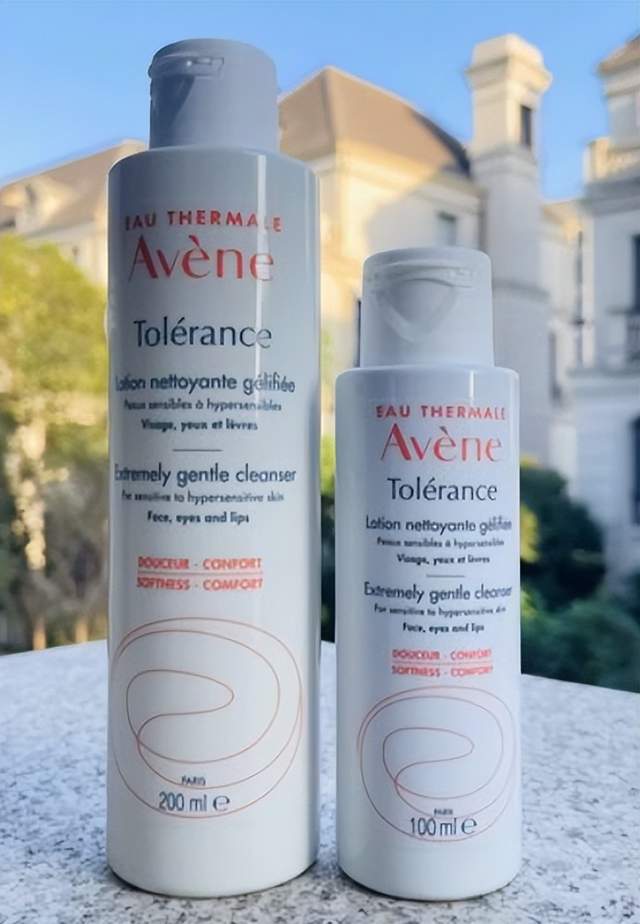 EAU THERMALE
Avène
Tolérance
Lotion nettoyante gélifiée
Peaux sensibles à hypersensibles
Visage, yeux et lèvres
Extremely gentle cleanser
For sensitive to hypersensitive skin
Face, eyes and lips
DOUCEUR - CONFORT
SOFTNESS - COMFORT
PARIS
200 ml e
EAU THERMALE
Avène
Tolérance
Lotion nettoyante gélifiée
Peaux sensibles à hypersensibles
Visage, yeux et lèvres
Extremely gentle cleanser
For sensitive to hypersensitive skin
Face, eyes and lips
DOUCEUR - CONFORT
SOFTNESS - COMFORT
PARIS
100 ml e